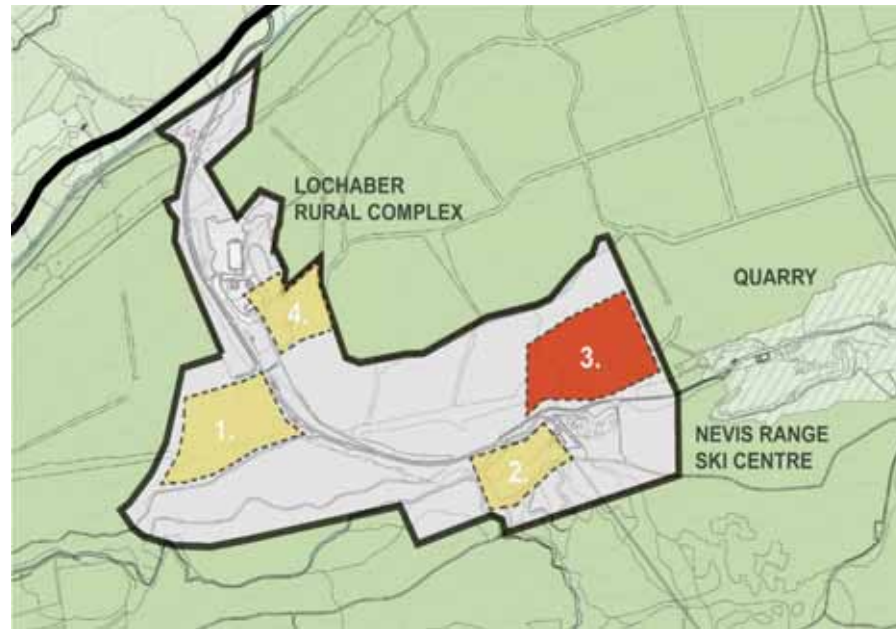 LOCHABER
RURAL COMPLEX
QUARRY
4.
3.
1.
2.
NEVIS RANGE
SKI CENTRE